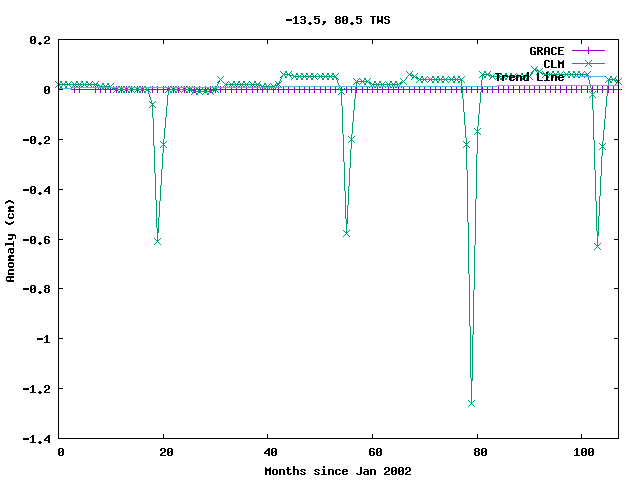 -13.5, 80.5 TWS
GRACE
CLM
Trend Line
0.2
0
-0.2
-0.4
-0.6
-0.8
-1
-1.2
-1.4
Anomaly (cm)
0 20 40 60 80 100
Months since Jan 2002